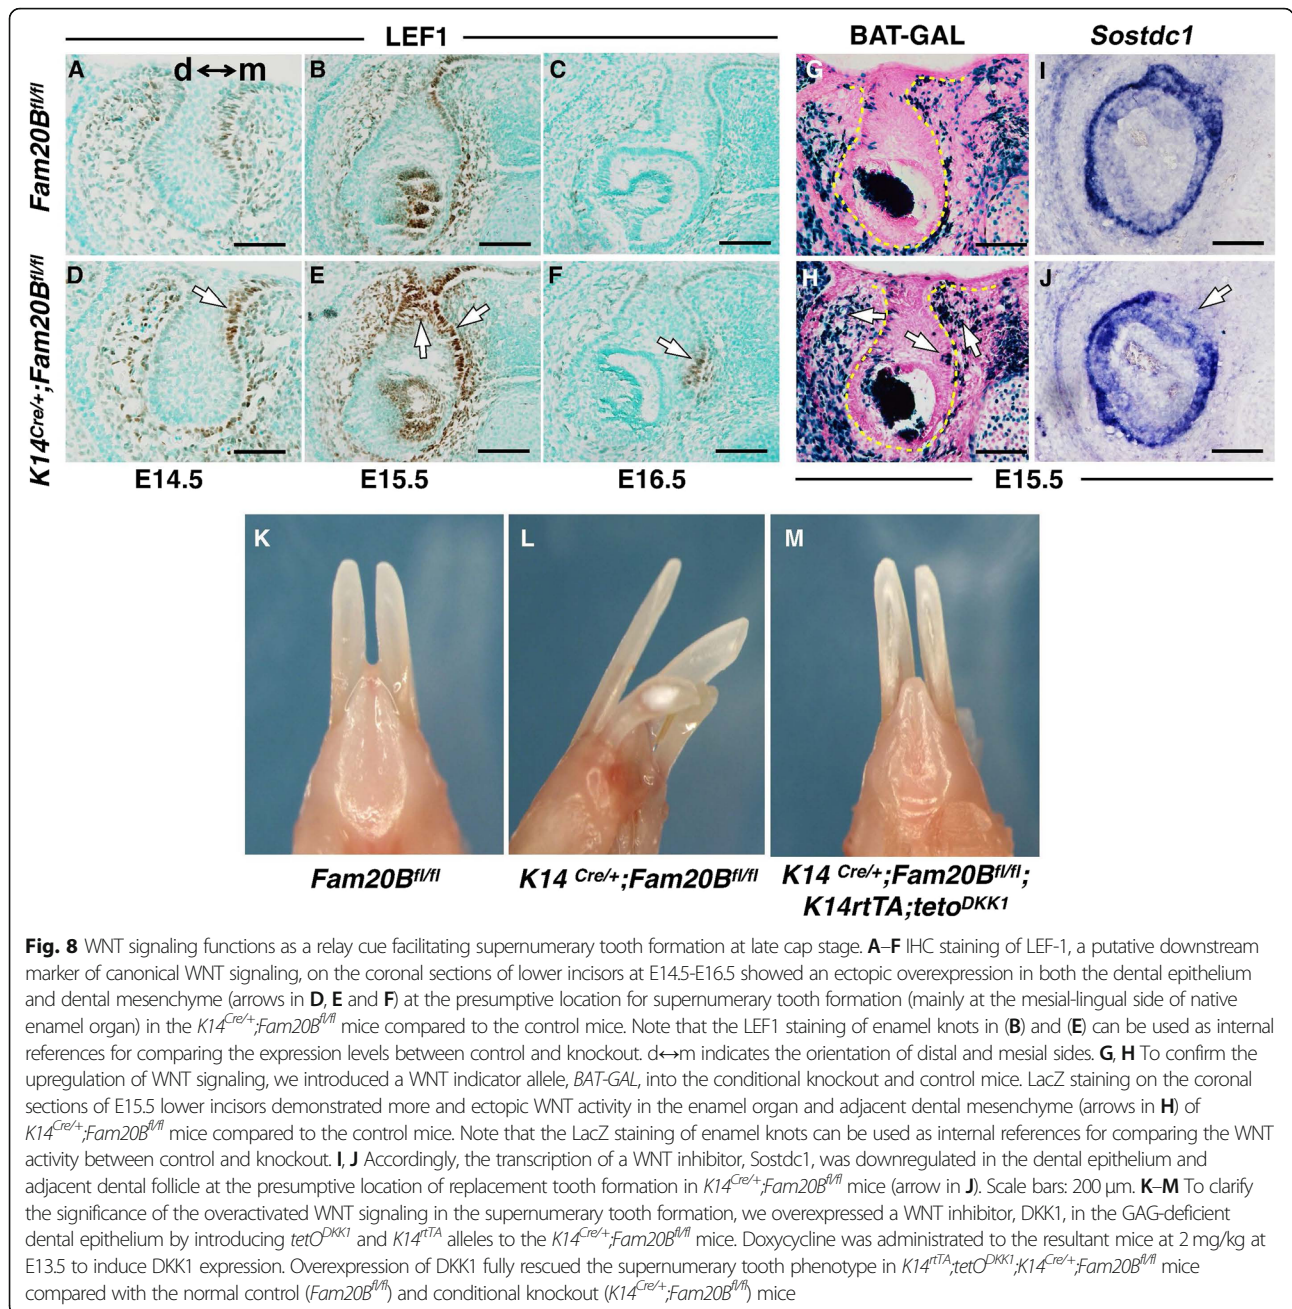 LEF1
BAT-GAL
Sostdc1
Fam20B^fl/fl
A
d ↔ m
B
C
G
I
K14^Cre/+;Fam20B^fl/fl
D
E
F
H
J
E14.5
E15.5
E16.5
E15.5
K
L
M
Fam20B^fl/fl
K14 ^Cre/+;Fam20B^fl/fl
K14 ^Cre/+;Fam20B^fl/fl;
K14rtTA;teto^DKK1
Fig. 8 WNT signaling functions as a relay cue facilitating supernumerary tooth formation at late cap stage. A–F IHC staining of LEF-1, a putative downstream
marker of canonical WNT signaling, on the coronal sections of lower incisors at E14.5-E16.5 showed an ectopic overexpression in both the dental epithelium
and dental mesenchyme (arrows in D, E and F) at the presumptive location for supernumerary tooth formation (mainly at the mesial-lingual side of native
enamel organ) in the K14^Cre/+;Fam20B^fl/fl mice compared to the control mice. Note that the LEF1 staining of enamel knots in (B) and (E) can be used as internal
references for comparing the expression levels between control and knockout. d↔m indicates the orientation of distal and mesial sides. G, H To confirm the
upregulation of WNT signaling, we introduced a WNT indicator allele, BAT-GAL, into the conditional knockout and control mice. LacZ staining on the coronal
sections of E15.5 lower incisors demonstrated more and ectopic WNT activity in the enamel organ and adjacent dental mesenchyme (arrows in H) of
K14^Cre/+;Fam20B^fl/fl mice compared to the control mice. Note that the LacZ staining of enamel knots can be used as internal references for comparing the WNT
activity between control and knockout. I, J Accordingly, the transcription of a WNT inhibitor, Sostdc1, was downregulated in the dental epithelium and
adjacent dental follicle at the presumptive location of replacement tooth formation in K14^Cre/+;Fam20B^fl/fl mice (arrow in J). Scale bars: 200 μm. K–M To clarify
the significance of the overactivated WNT signaling in the supernumerary tooth formation, we overexpressed a WNT inhibitor, DKK1, in the GAG-deficient
dental epithelium by introducing tetO^DKK1 and K14^rtTA alleles to the K14^Cre/+;Fam20B^fl/fl mice. Doxycycline was administrated to the resultant mice at 2 mg/kg at
E13.5 to induce DKK1 expression. Overexpression of DKK1 fully rescued the supernumerary tooth phenotype in K14^rtTA;tetO^DKK1;K14^Cre/+;Fam20B^fl/fl mice
compared with the normal control (Fam20B^fl/fl) and conditional knockout (K14^Cre/+;Fam20B^fl/fl) mice